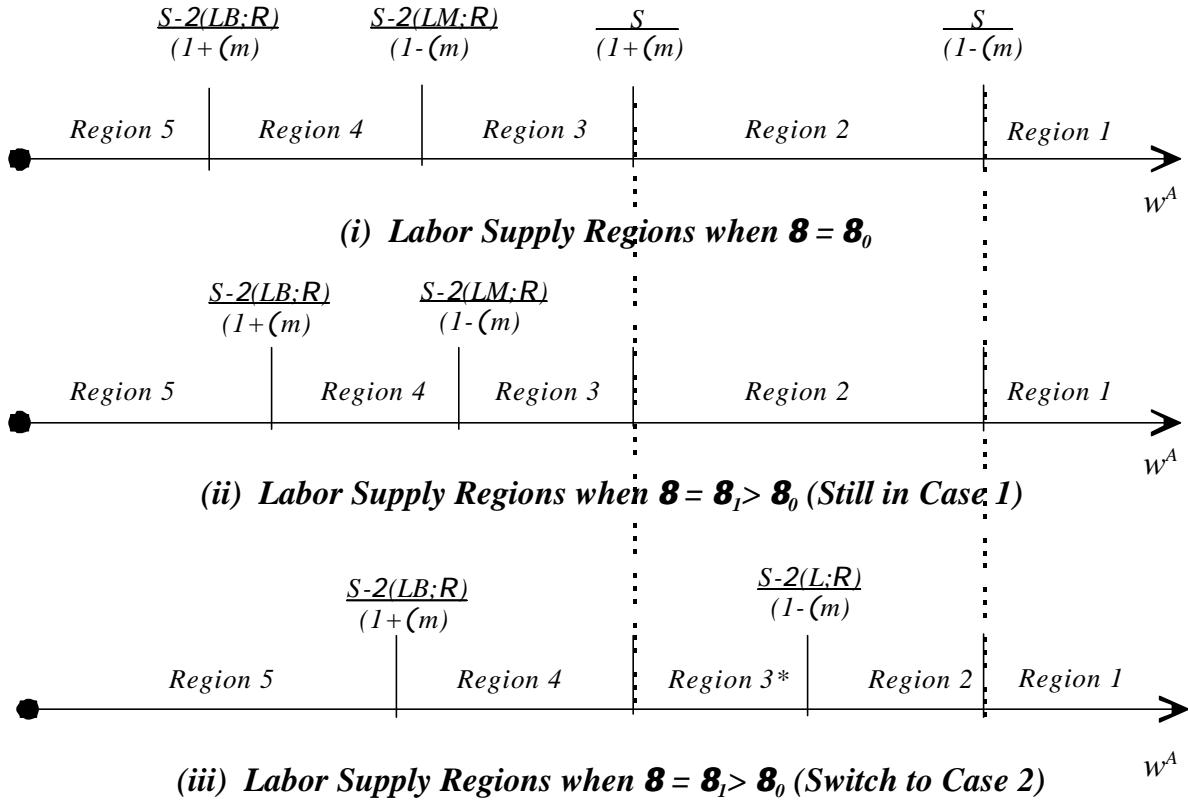 S-2(LB;R) S-2(LM;R) S S
(1+(m) (1-(m) (1+(m) (1-(m)
Region 5 Region 4 Region 3 Region 2 Region 1
w^A
(i) Labor Supply Regions when 8 = 8_0
S-2(LB;R) S-2(LM;R)
(1+(m) (1-(m)
Region 5 Region 4 Region 3 Region 2 Region 1
w^A
(ii) Labor Supply Regions when 8 = 8_1> 8_0 (Still in Case 1)
S-2(LB;R) S-2(L;R)
(1+(m) (1-(m)
Region 5 Region 4 Region 3* Region 2 Region 1
w^A
(iii) Labor Supply Regions when 8 = 8_1> 8_0 (Switch to Case 2)